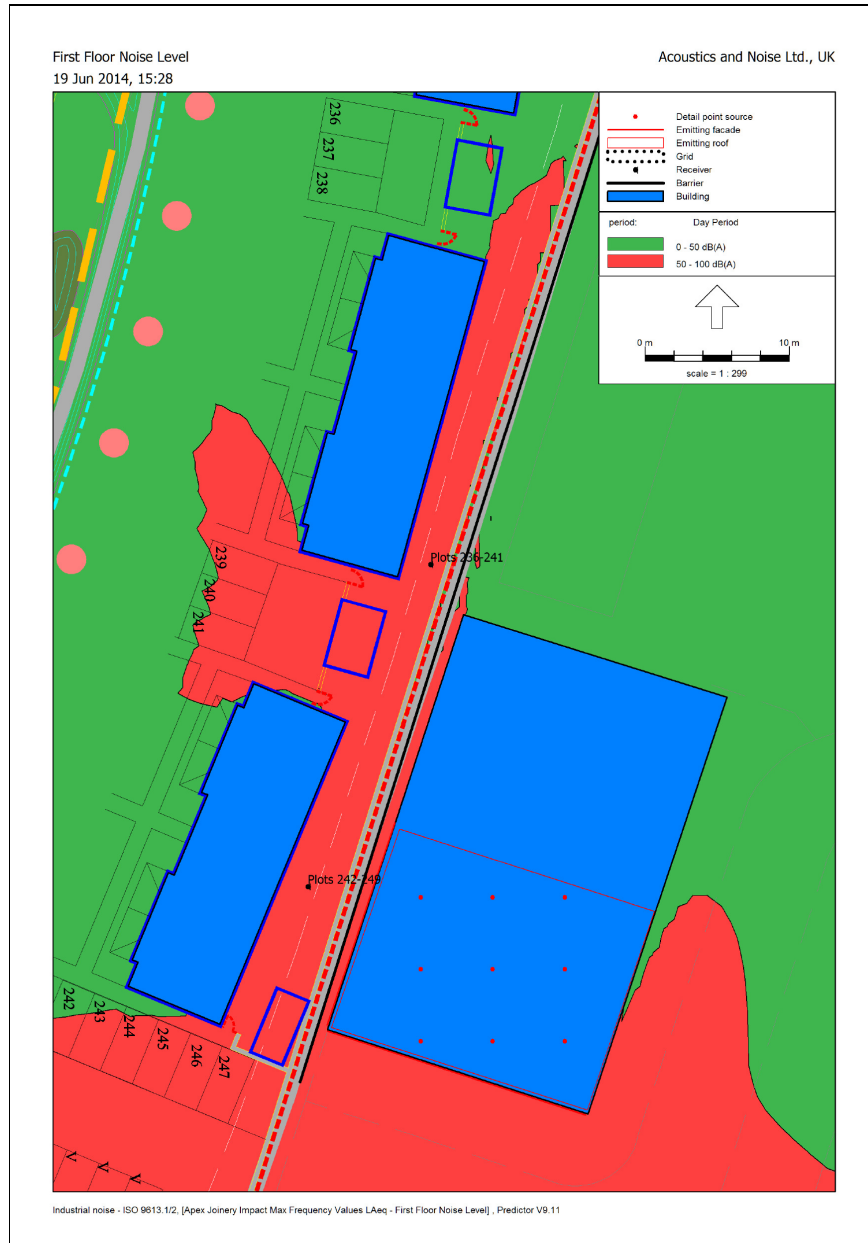 First Floor Noise Level
19 Jun 2014, 15:28
Acoustics and Noise Ltd., UK
Detail point source
Emitting facade
Emitting roof
Grid
Receiver
Barrier
Building
period: Day Period
0 - 50 dB(A)
50 - 100 dB(A)
0 m 10 m
scale = 1 : 299
236
237
238
Plots 236-241
239
240
241
Plots 242-249
242
243
244
245
246
247
V
V
V
Industrial noise - ISO 9613.1/2, [Apex Joinery Impact Max Frequency Values LAeq - First Floor Noise Level] , Predictor V9.11